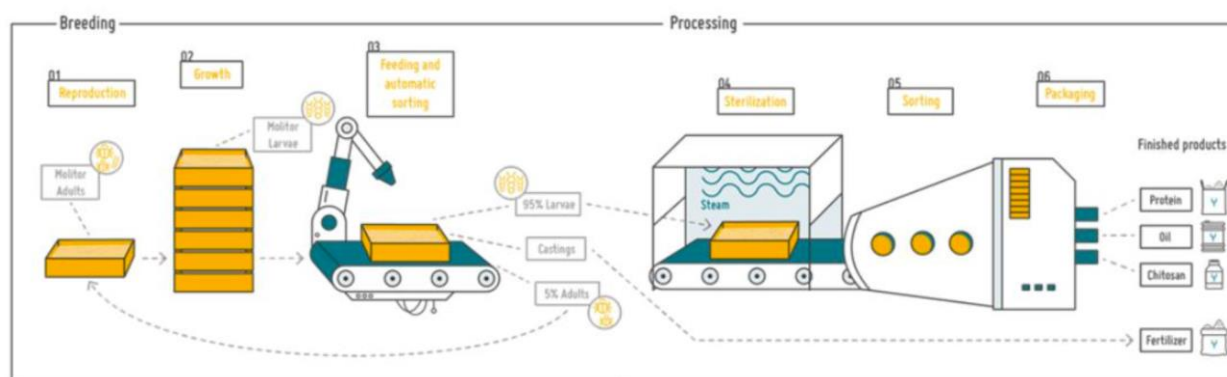 Breeding
Processing
01
Reproduction
02
Growth
03
Feeding and
automatic
sorting
04
Sterilization
05
Sorting
06
Packaging
Molitor
Adults
Molitor
Larvae
95% Larvae
Castings
5% Adults
Steam
Finished products
Protein
Oil
Chitosan
Fertilizer